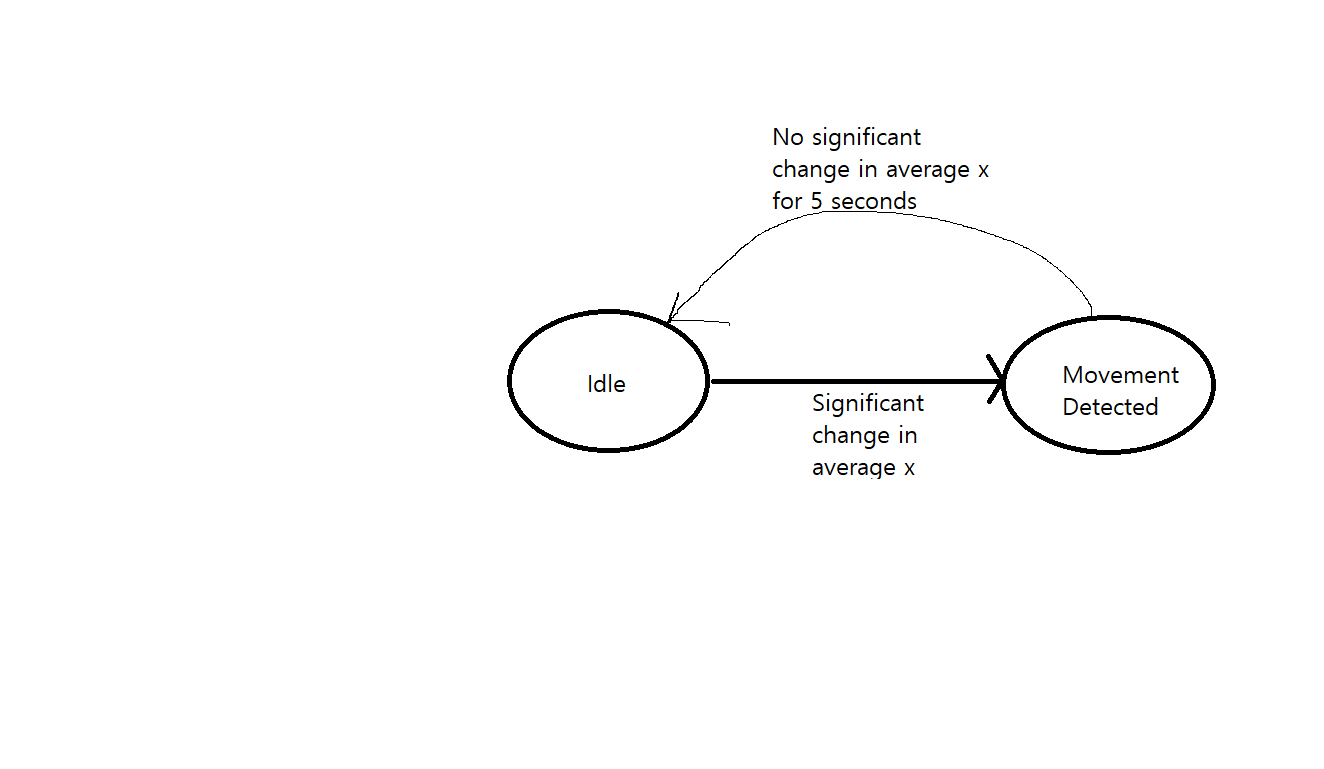 No significant
change in average x
for 5 seconds
Idle
Movement
Detected
Significant
change in
average x